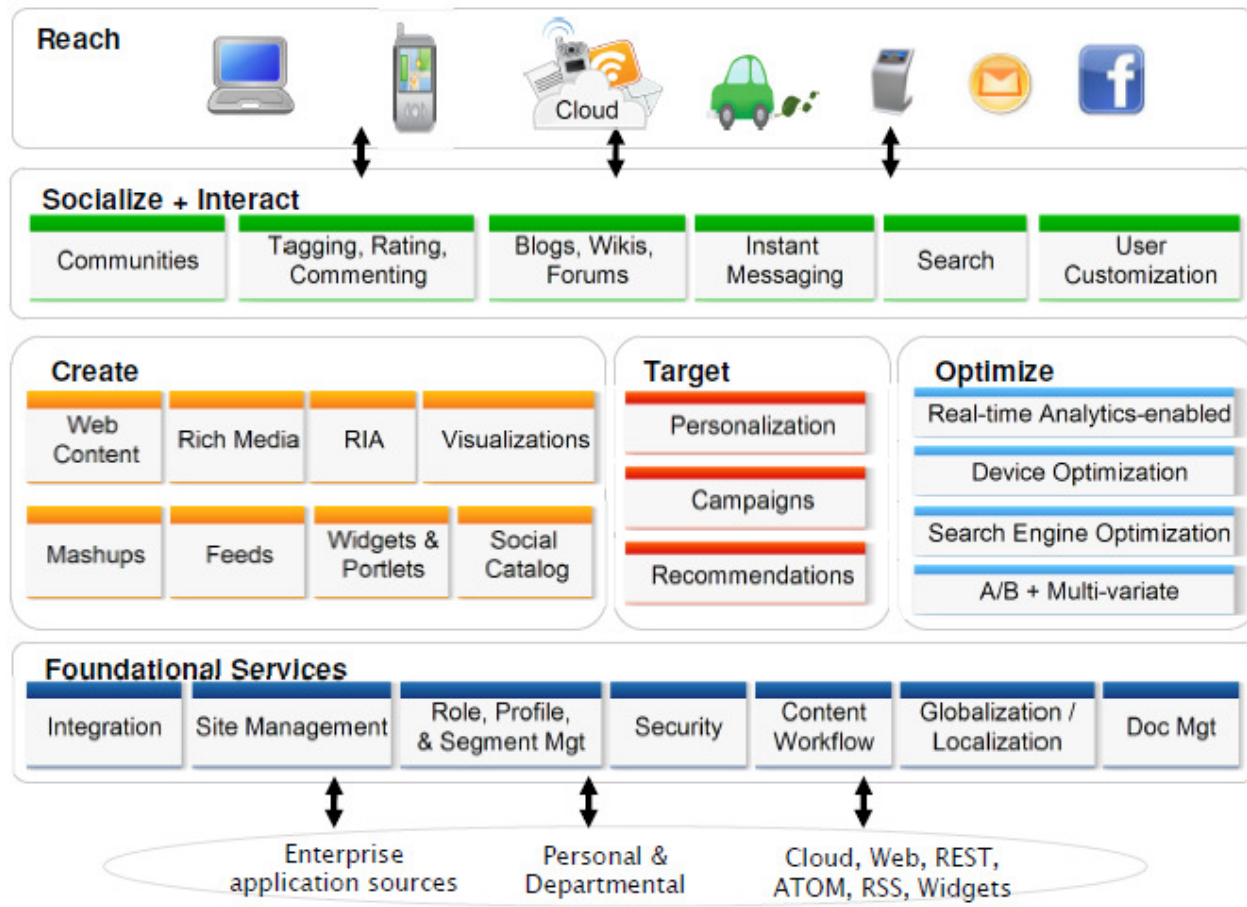 Reach
Cloud
f
Socialize + Interact
Communities
Tagging, Rating,
Commenting
Blogs, Wikis,
Forums
Instant
Messaging
Search
User
Customization
Create
Web
Content
Rich Media
RIA
Visualizations
Mashups
Feeds
Widgets &
Portlets
Social
Catalog
Target
Personalization
Campaigns
Recommendations
Optimize
Real-time Analytics-enabled
Device Optimization
Search Engine Optimization
A/B + Multi-variate
Foundational Services
Integration
Site Management
Role, Profile,
& Segment Mgt
Security
Content
Workflow
Globalization /
Localization
Doc Mgt
Enterprise
application sources
Personal &
Departmental
Cloud, Web, REST,
ATOM, RSS, Widgets